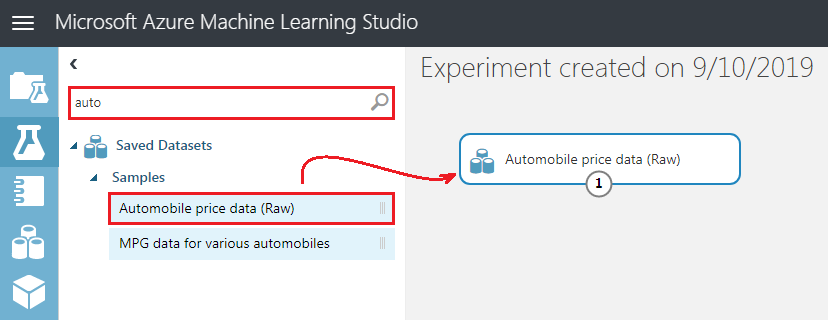 Microsoft Azure Machine Learning Studio
auto
Saved Datasets
Samples
Automobile price data (Raw)
MPG data for various automobiles
Experiment created on 9/10/2019
Automobile price data (Raw)
1